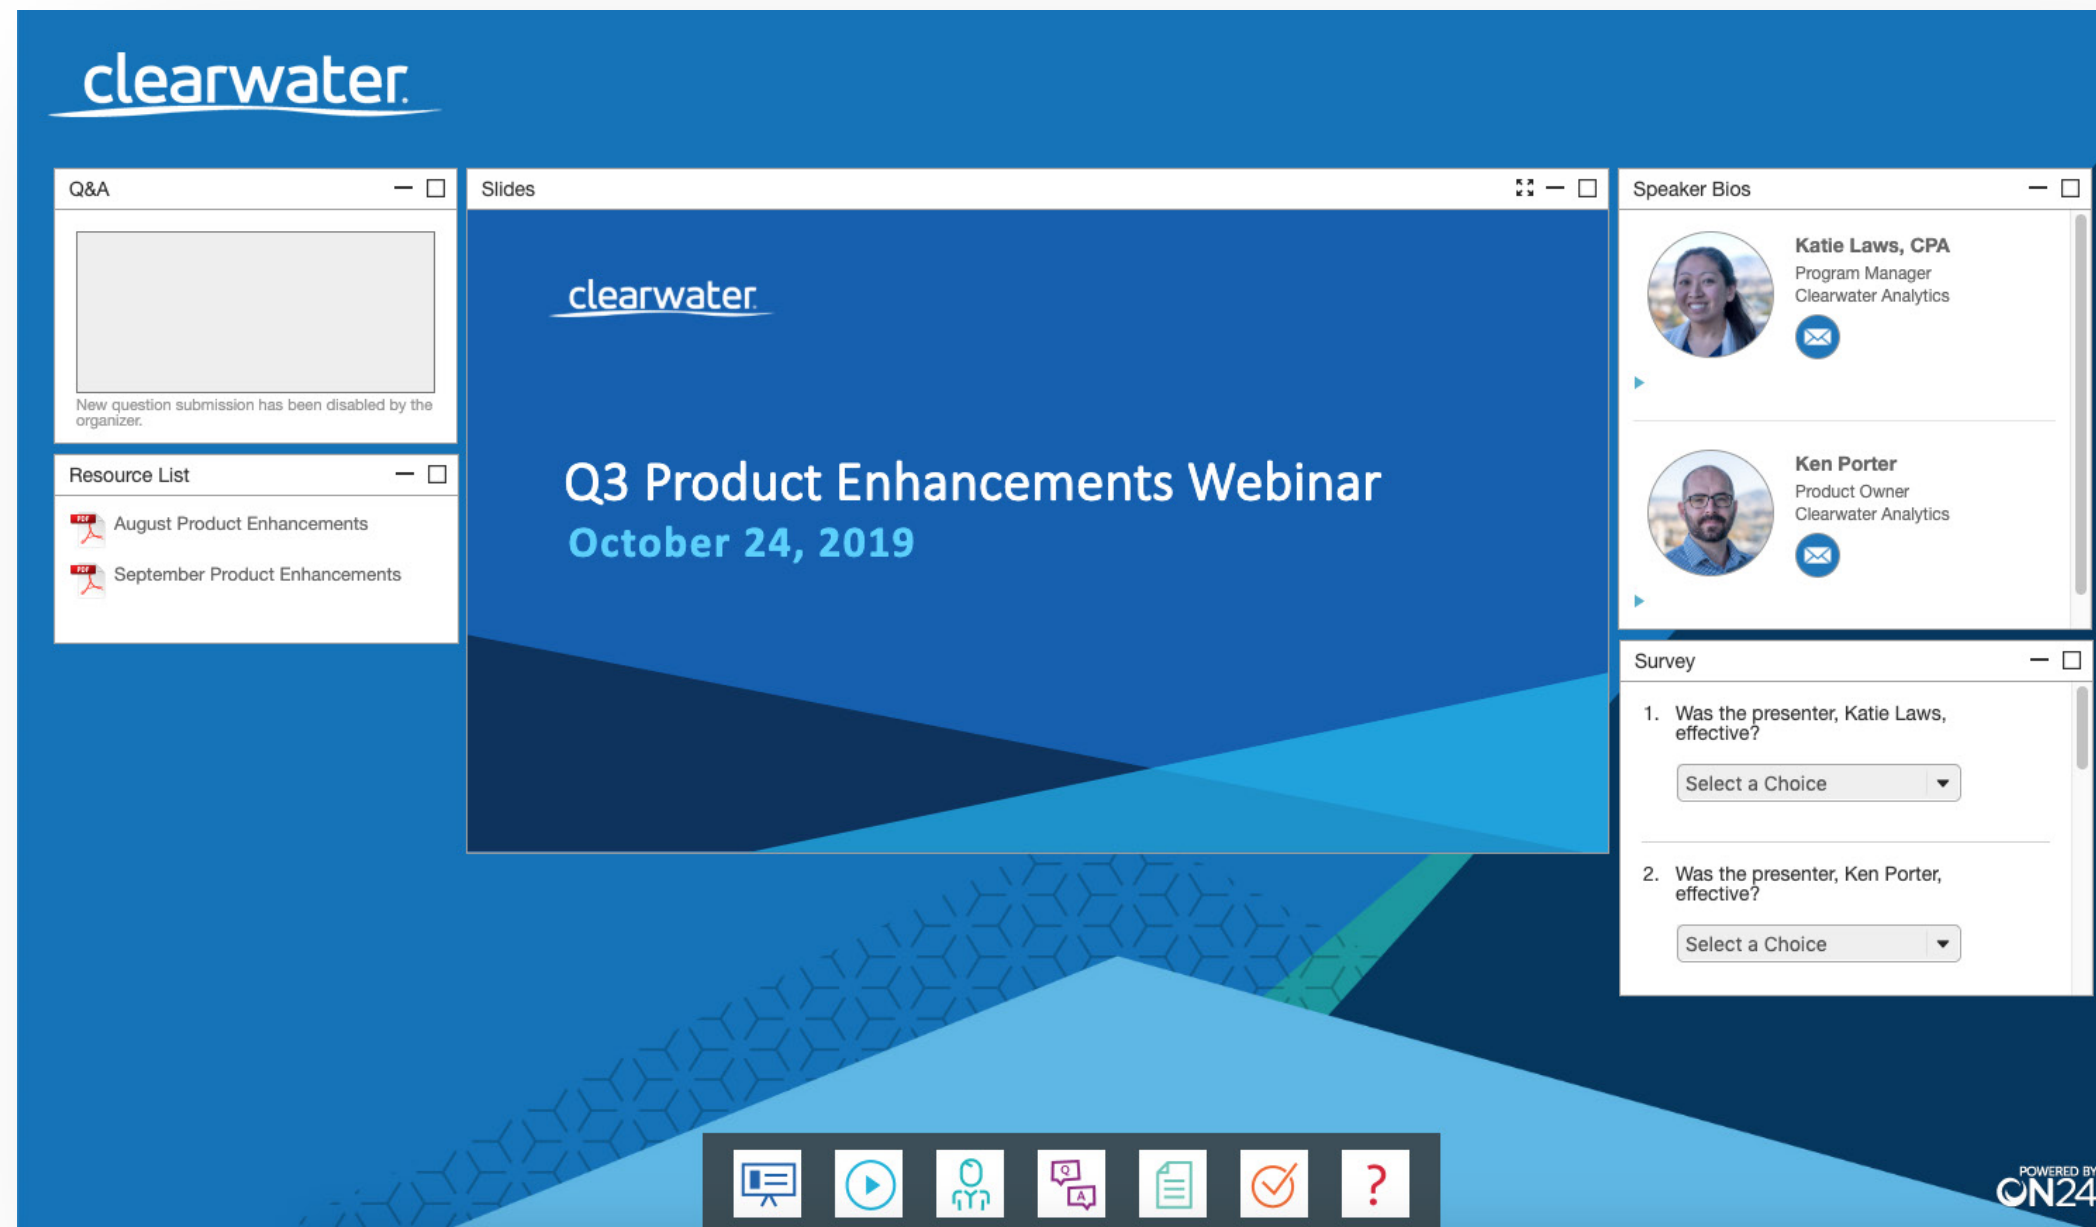 clearwater.
Q&A
New question submission has been disabled by the
organizer.
Resource List
PDF August Product Enhancements
PDF September Product Enhancements
Slides
clearwater.
Q3 Product Enhancements Webinar
October 24, 2019
Speaker Bios
Katie Laws, CPA
Program Manager
Clearwater Analytics
Ken Porter
Product Owner
Clearwater Analytics
Survey
1. Was the presenter, Katie Laws,
effective?
Select a Choice
2. Was the presenter, Ken Porter,
effective?
Select a Choice
Q
A
?
POWERED BY
ON24